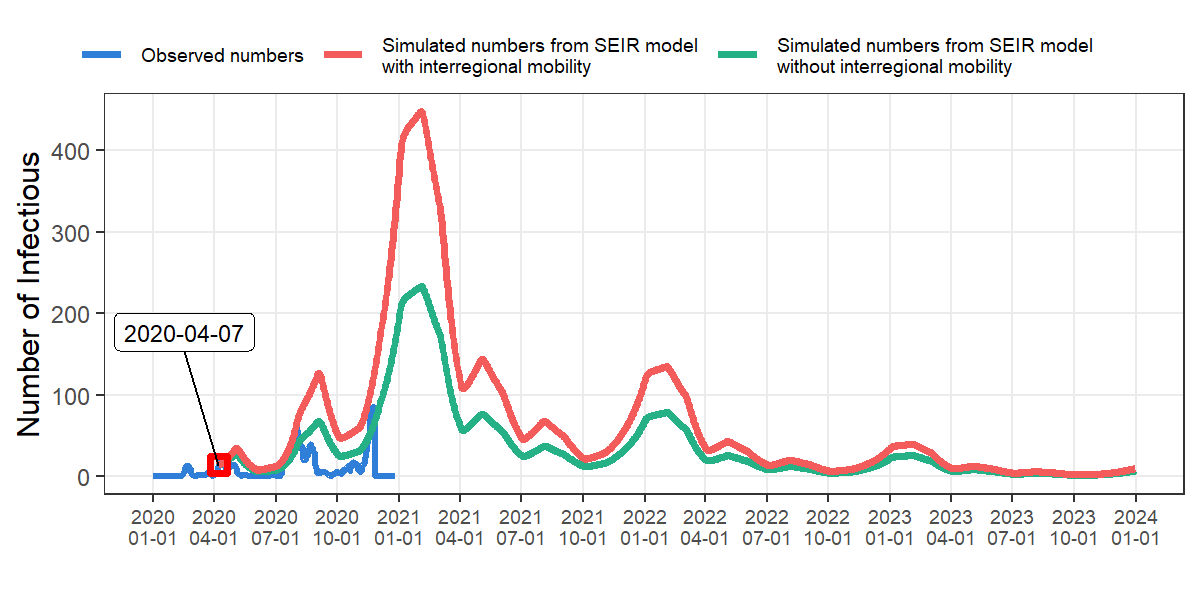 Observed numbers
Simulated numbers from SEIR model
with interregional mobility
Simulated numbers from SEIR model
without interregional mobility
Number of Infectious
400
300
200
100
0
2020-04-07
2020 2020 2020 2020 2021 2021 2021 2021 2022 2022 2022 2022 2023 2023 2023 2023 2024
01-01 04-01 07-01 10-01 01-01 04-01 07-01 10-01 01-01 04-01 07-01 10-01 01-01 04-01 07-01 10-01 01-01